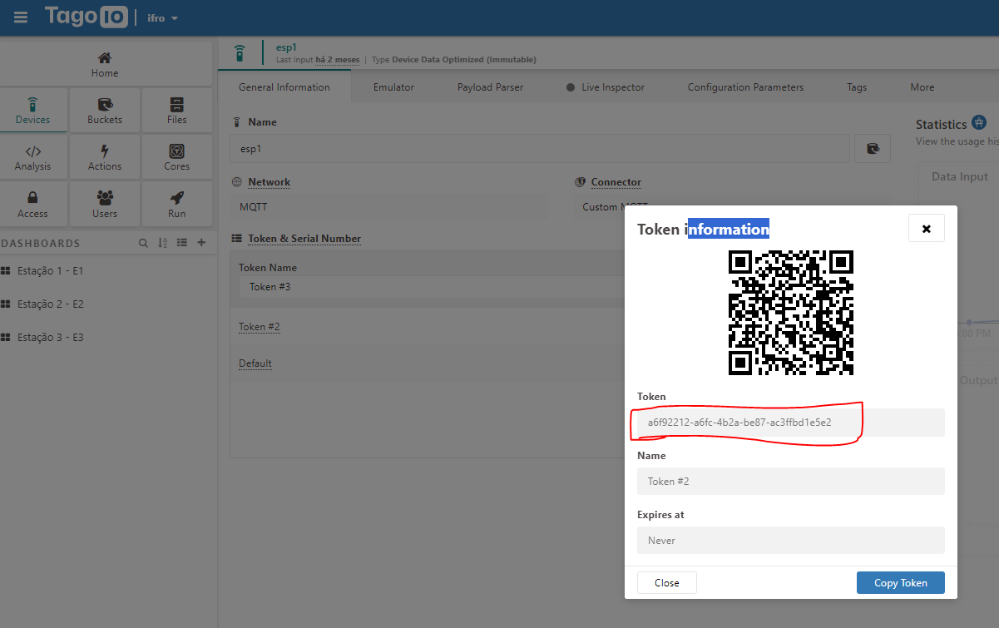 Tago IO ifro
Home
Devices Buckets Files
Analysis Actions Cores
Access Users Run
DASHBOARDS
Estação 1 - E1
Estação 2 - E2
Estação 3 - E3
esp1
Last Input há 2 meses | Type Device Data Optimized (Immutable)
General Information Emulator Payload Parser Live Inspector Configuration Parameters Tags More
Name
esp1
Network Connector
MQTT Custom MQTT
Token & Serial Number
Token Name
Token #3
Token #2
Default
Statistics
View the usage his
Data Input
:00 PM
Output
Token information
Token
a6f92212-a6fc-4b2a-be87-ac3ffbd1e5e2
Name
Token #2
Expires at
Never
Close Copy Token